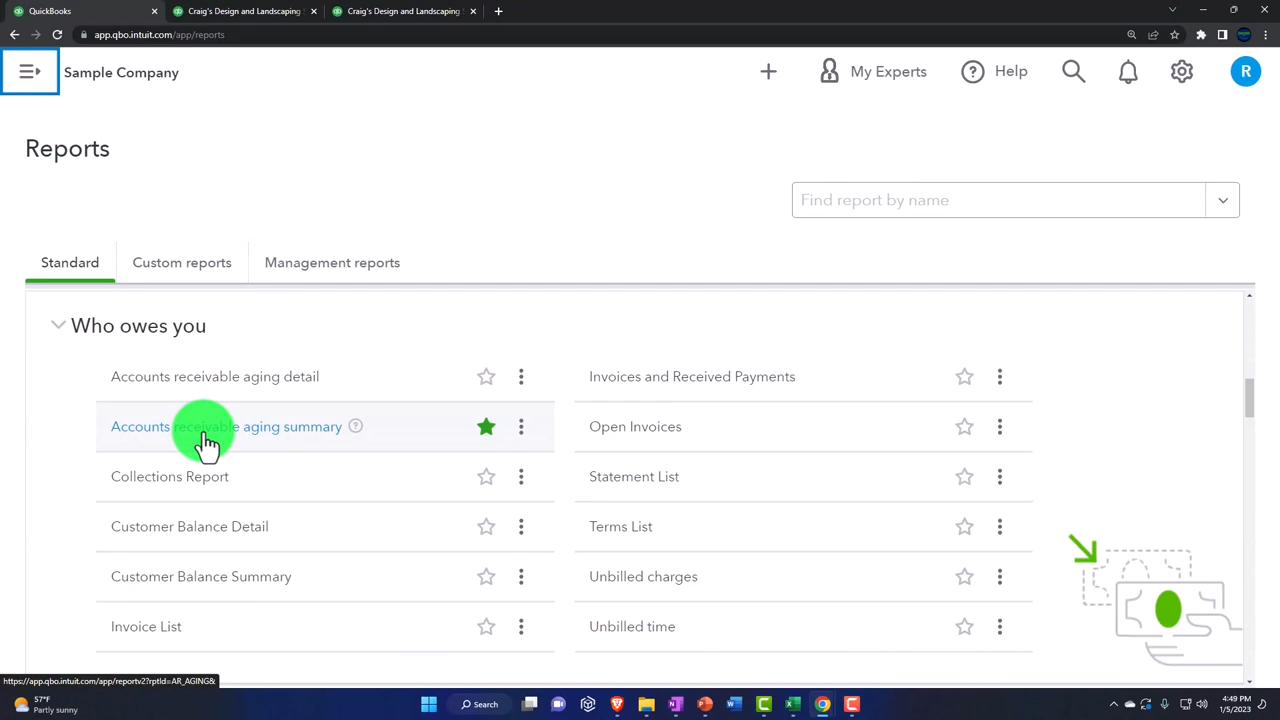 QuickBooks
Craig's Design and Landscaping S
Craig's Design and Landscaping S
app.qbo.intuit.com/app/reports
Sample Company
My Experts
Help
R
Reports
Find report by name
Standard
Custom reports
Management reports
Who owes you
Accounts receivable aging detail
Invoices and Received Payments
Accounts receivable aging summary
Open Invoices
Collections Report
Statement List
Customer Balance Detail
Terms List
Customer Balance Summary
Unbilled charges
Invoice List
Unbilled time
https://app.qbo.intuit.com/app/reportv2?rptId=AR_AGING&
57°F
Partly sunny
Search
4:49 PM
1/5/2023